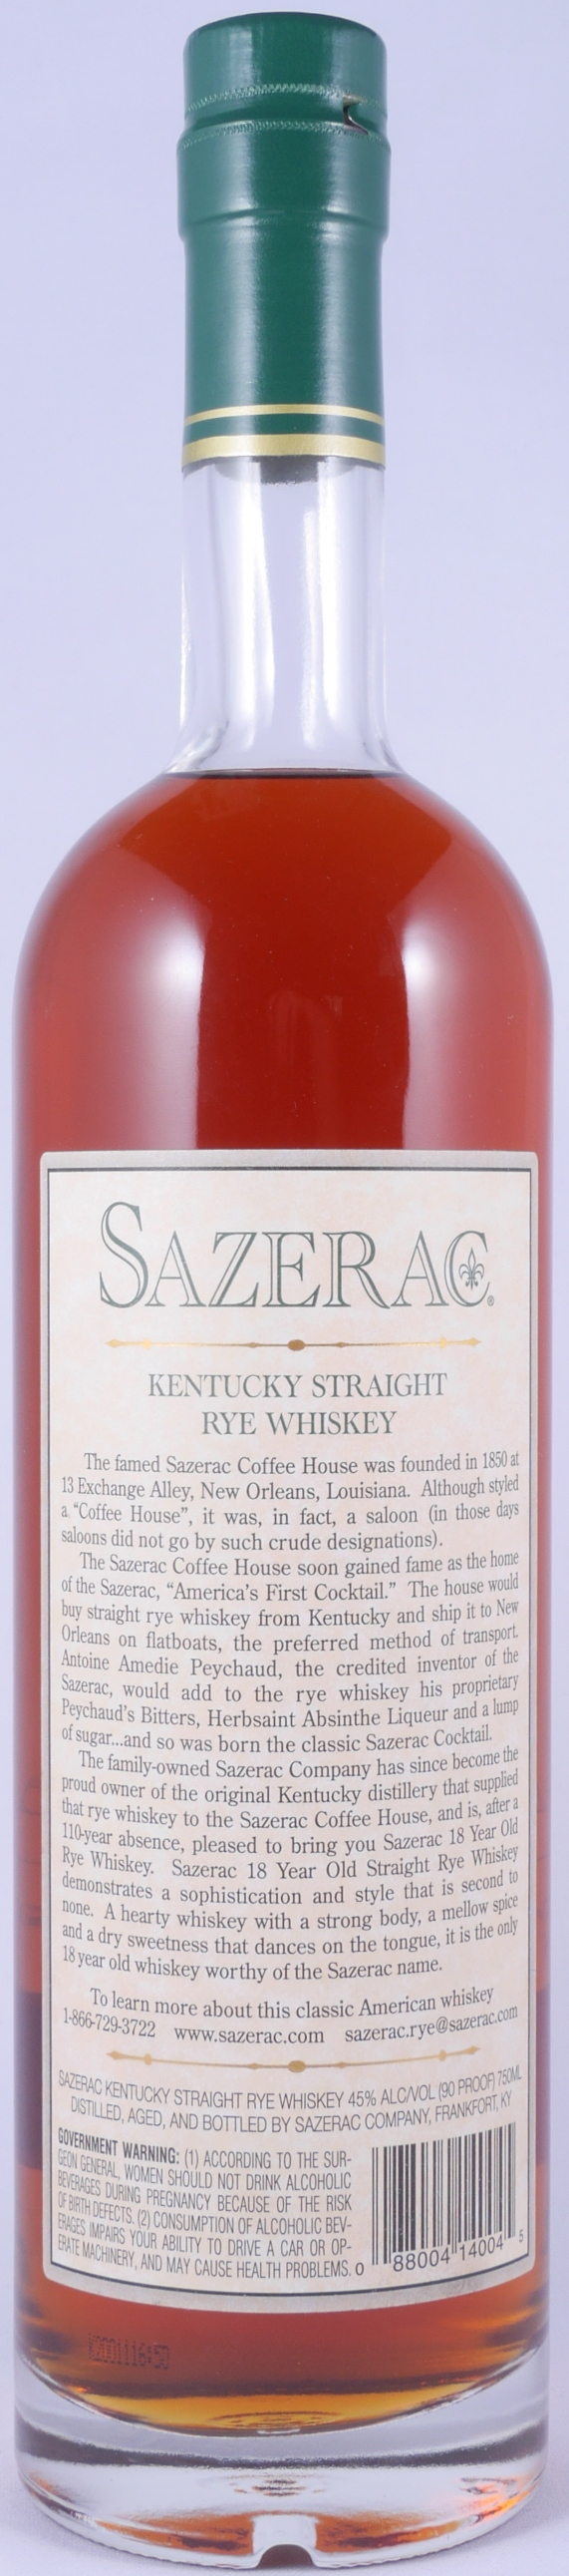 SAZERAC®
KENTUCKY STRAIGHT
RYE WHISKEY
The famed Sazerac Coffee House was founded in 1850 at
13 Exchange Alley, New Orleans, Louisiana. Although styled
a "Coffee House", it was, in fact, a saloon (in those days
saloons did not go by such crude designations).
The Sazerac Coffee House soon gained fame as the home
of the Sazerac, "America's First Cocktail." The house would
buy straight rye whiskey from Kentucky and ship it to New
Orleans on flatboats, the preferred method of transport.
Antoine Amedie Peychaud, the credited inventor of the
Sazerac, would add to the rye whiskey his proprietary
Peychaud's Bitters, Herbsaint Absinthe Liqueur and a lump
of sugar...and so was born the classic Sazerac Cocktail.
The family-owned Sazerac Company has since become the
proud owner of the original Kentucky distillery that supplied
that rye whiskey to the Sazerac Coffee House, and is, after a
110-year absence, pleased to bring you Sazerac 18 Year Old
Rye Whiskey. Sazerac 18 Year Old Straight Rye Whiskey
demonstrates a sophistication and style that is second to
none. A hearty whiskey with a strong body, a mellow spice
and a dry sweetness that dances on the tongue, it is the only
18 year old whiskey worthy of the Sazerac name.
To learn more about this classic American whiskey
1-866-729-3722 www.sazerac.com sazerac.rye@sazerac.com
SAZERAC KENTUCKY STRAIGHT RYE WHISKEY 45% ALC/VOL (90 PROOF) 750ML
DISTILLED, AGED, AND BOTTLED BY SAZERAC COMPANY, FRANKFORT, KY
GOVERNMENT WARNING: (1) ACCORDING TO THE SUR-
GEON GENERAL, WOMEN SHOULD NOT DRINK ALCOHOLIC
BEVERAGES DURING PREGNANCY BECAUSE OF THE RISK
OF BIRTH DEFECTS. (2) CONSUMPTION OF ALCOHOLIC BEV-
ERAGES IMPAIRS YOUR ABILITY TO DRIVE A CAR OR OP-
ERATE MACHINERY, AND MAY CAUSE HEALTH PROBLEMS.
0 88004 14004 5